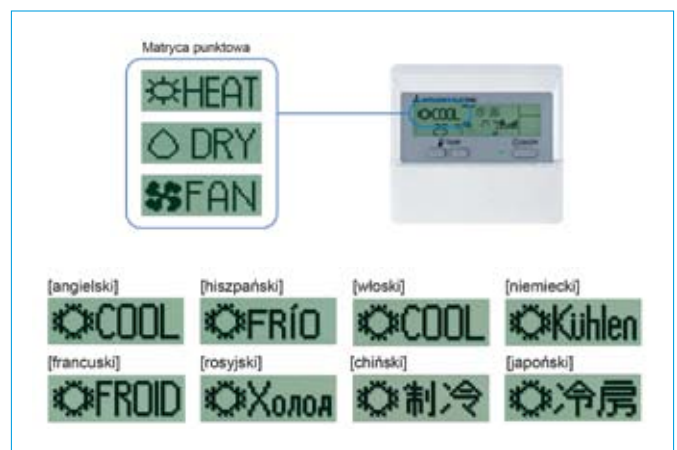 Matryca punktowa
HEAT
DRY
FAN
COOL
[angielski]
[hiszpański]
[włoski]
[niemiecki]
COOL
FRÍO
COOL
Kühlen
[francuski]
[rosyjski]
[chiński]
[japoński]
FROID
Холод
制冷
冷房